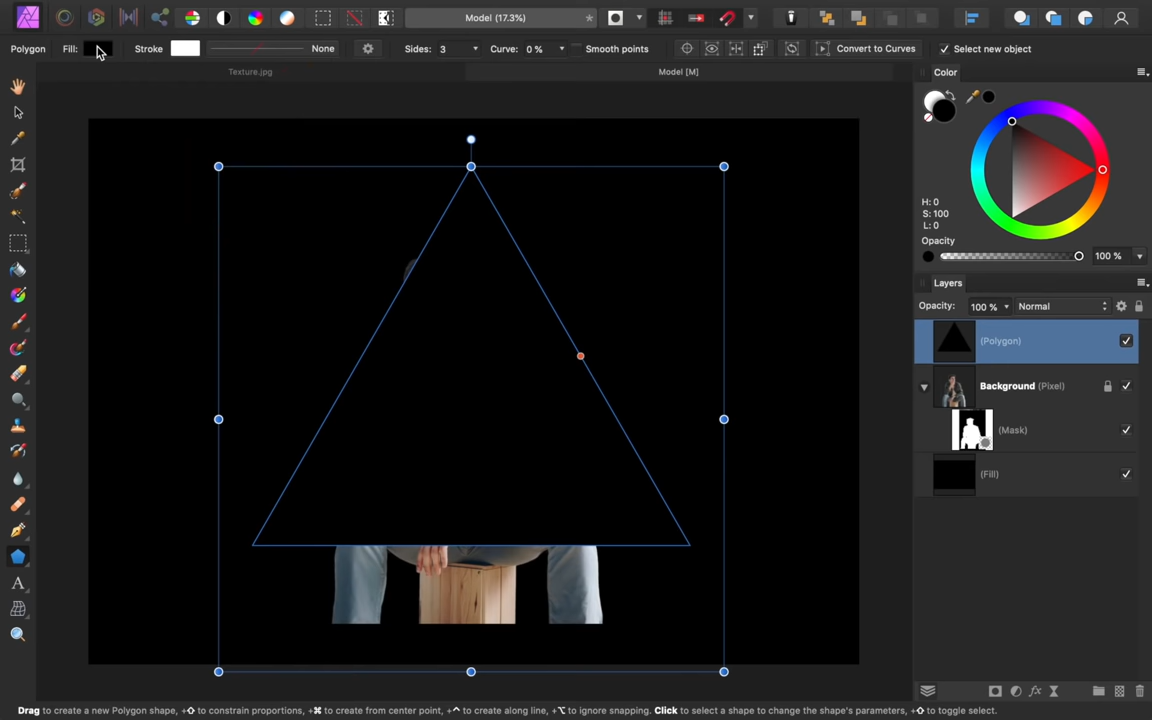 Model (17.3%) *
Polygon Fill: Stroke None Sides: 3 Curve: 0 % Smooth points Convert to Curves Select new object
Texture.jpg Model [M]
Color
H: 0
S: 100
L: 0
Opacity
100 %
Layers
Opacity: 100 % Normal
(Polygon)
Background (Pixel)
(Mask)
(Fill)
A
fx
Drag to create a new Polygon shape, +⇧ to constrain proportions, +⌘ to create from center point, +^ to create along line, +⌥ to ignore snapping. Click to select a shape to change the shape's parameters, +⇧ to toggle select.